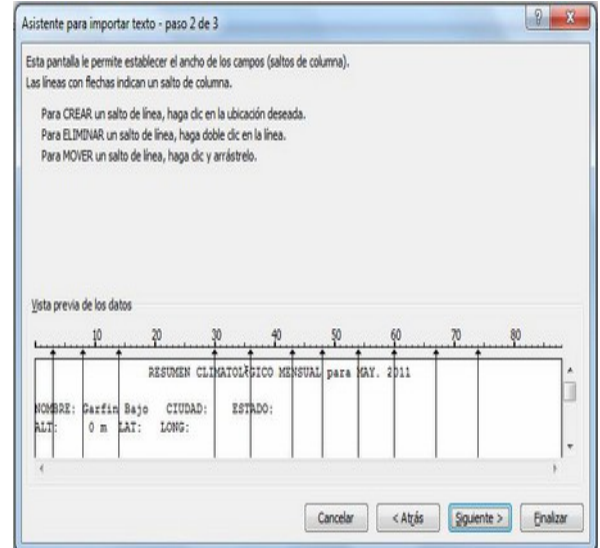 Asistente para importar texto - paso 2 de 3
Esta pantalla le permite establecer el ancho de los campos (saltos de columna).
Las líneas con flechas indican un salto de columna.
Para CREAR un salto de línea, haga clic en la ubicación deseada.
Para ELIMINAR un salto de línea, haga doble clic en la línea.
Para MOVER un salto de línea, haga clic y arrástrelo.
Vista previa de los datos
10 20 30 40 50 60 70 80
RESUMEN CLIMATOLÓGICO MENSUAL para MAY. 2011
NOMBRE: Garfin Bajo CIUDAD: ESTADO:
ALT: 0 m LAT: LONG:
Cancelar < Atrás Siguiente > Finalizar